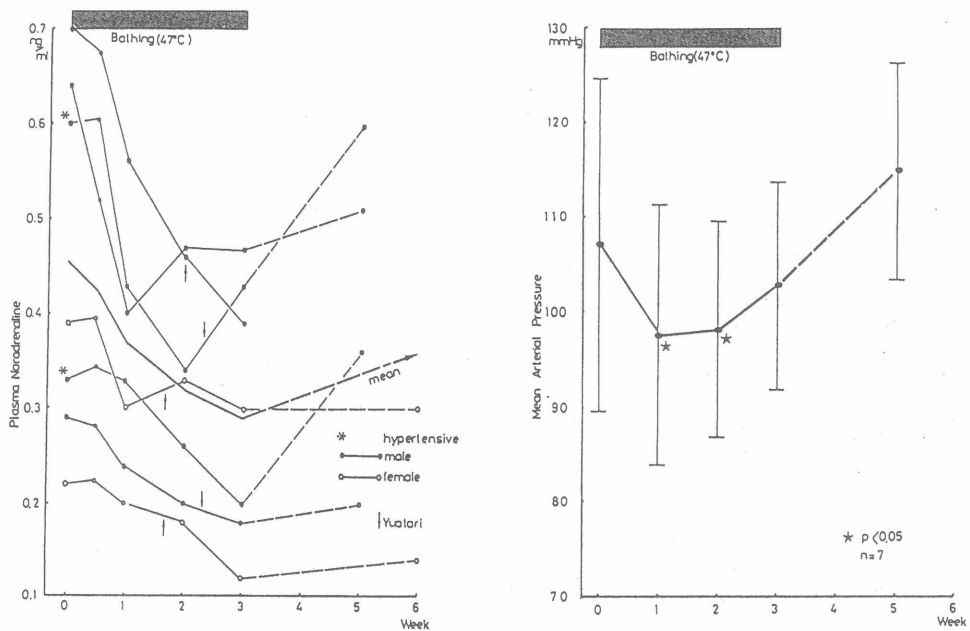 0.7
ng/ml
Bathing(47°C)
0.6
*
0.5
0.4
Plasma Noradrenaline
*
mean
0.3
* hypertensive
male
female
0.2
Yuatari
0.1
0 1 2 3 4 5 6
Week
130
mmHg
Bathing(47°C)
120
110
Mean Arterial Pressure
100
90
80
★ p<0.05
n=7
70
0 1 2 3 4 5 6
Week